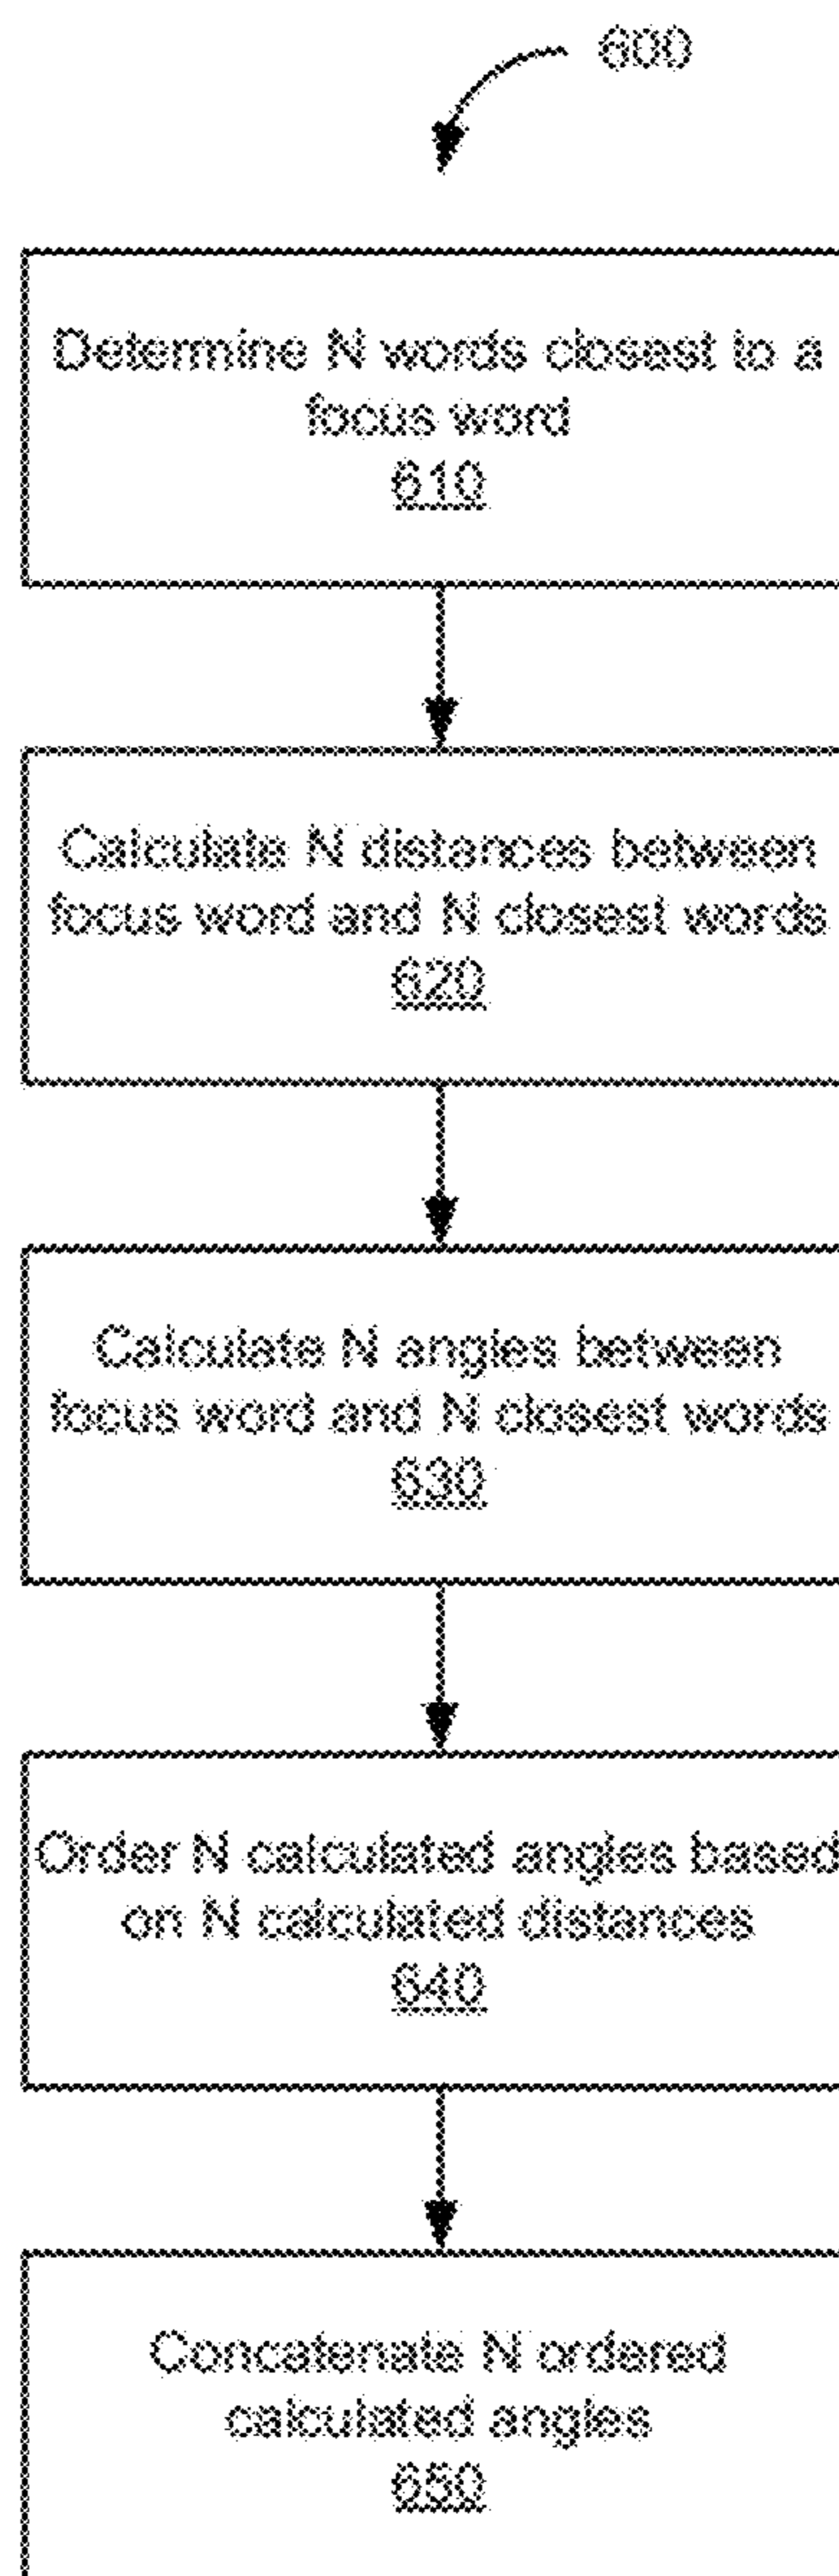 600
Determine N words closest to a
focus word
610
Calculate N distances between
focus word and N closest words
620
Calculate N angles between
focus word and N closest words
630
Order N calculated angles based
on N calculated distances
640
Concatenate N ordered
calculated angles
650